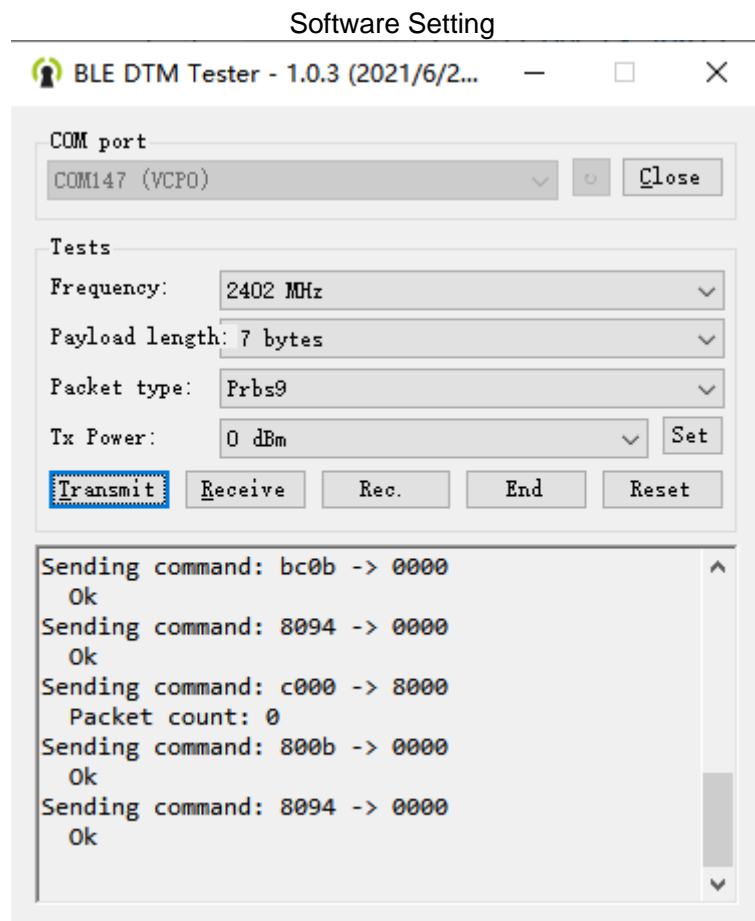 Software Setting
BLE DTM Tester - 1.0.3 (2021/6/2...
COM port
COM147 (VCP0)
Close
Tests
Frequency: 2402 MHz
Payload length: 7 bytes
Packet type: Prbs9
Tx Power: 0 dBm Set
Transmit Receive Rec. End Reset
Sending command: bc0b -> 0000
Ok
Sending command: 8094 -> 0000
Ok
Sending command: c000 -> 8000
Packet count: 0
Sending command: 800b -> 0000
Ok
Sending command: 8094 -> 0000
Ok